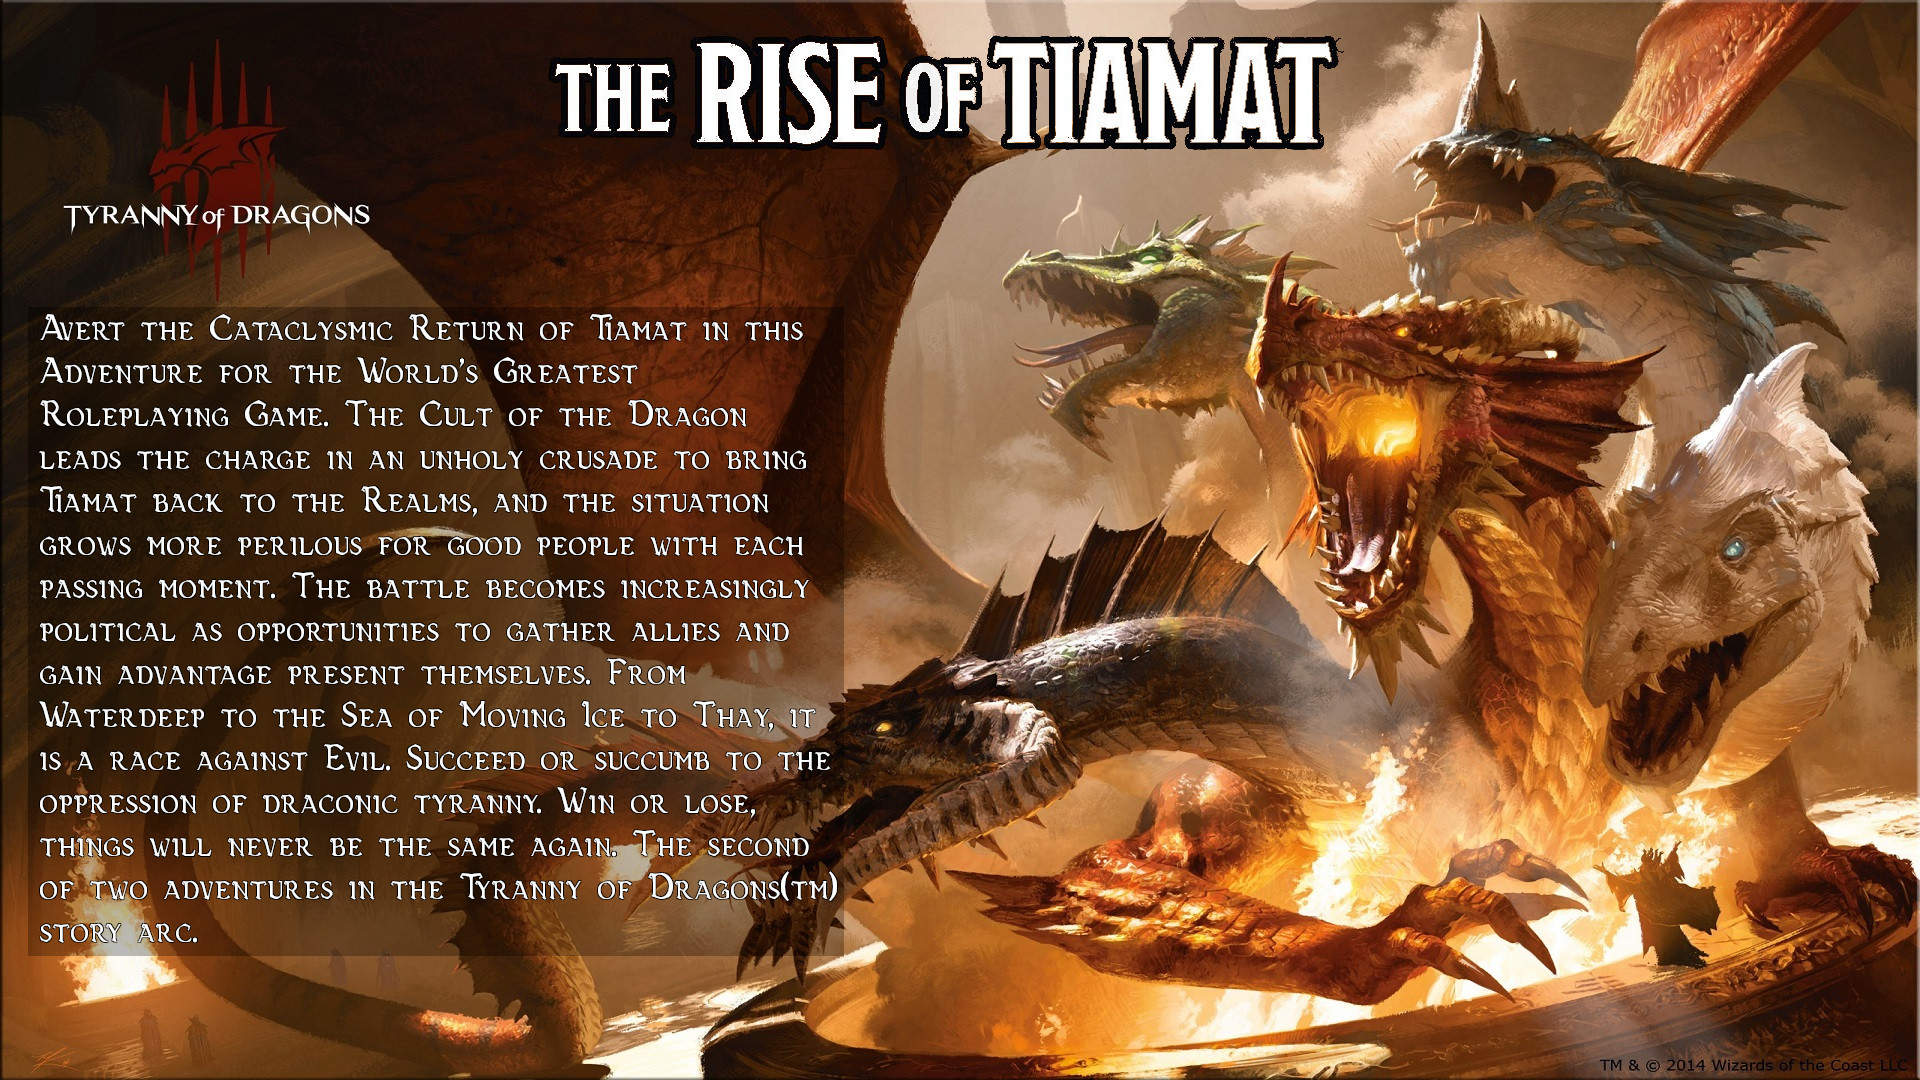 THE RISE OF TIAMAT
TYRANNY of DRAGONS
Avert the Cataclysmic Return of Tiamat in this
Adventure for the World's Greatest
Roleplaying Game. The Cult of the Dragon
leads the charge in an unholy crusade to bring
Tiamat back to the Realms, and the situation
grows more perilous for good people with each
passing moment. The battle becomes increasingly
political as opportunities to gather allies and
gain advantage present themselves. From
Waterdeep to the Sea of Moving Ice to Thay, it
is a race against Evil. Succeed or succumb to the
oppression of draconic tyranny. Win or lose,
things will never be the same again. The second
of two adventures in the Tyranny of Dragons(tm)
story arc.
TM & © 2014 Wizards of the Coast LLC